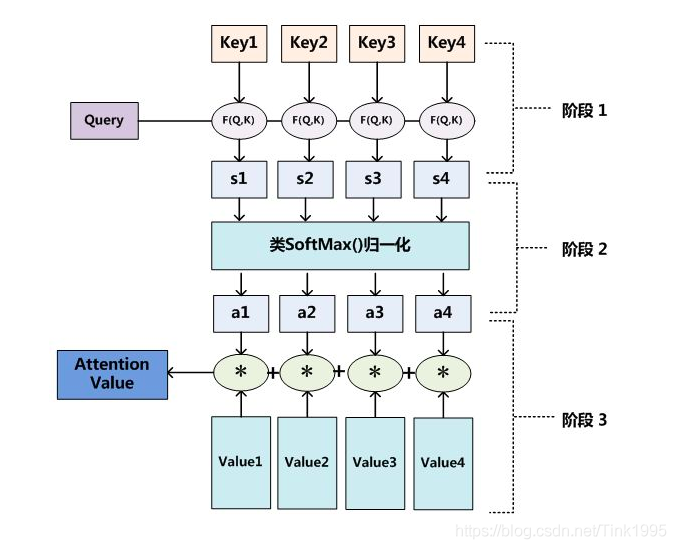 Key1 Key2 Key3 Key4
阶段 1
Query F(Q,K) F(Q,K) F(Q,K) F(Q,K)
s1 s2 s3 s4
类SoftMax()归一化
阶段 2
a1 a2 a3 a4
Attention
Value
* + * + * + *
阶段 3
Value1 Value2 Value3 Value4
https://blog.csdn.net/Tink1995